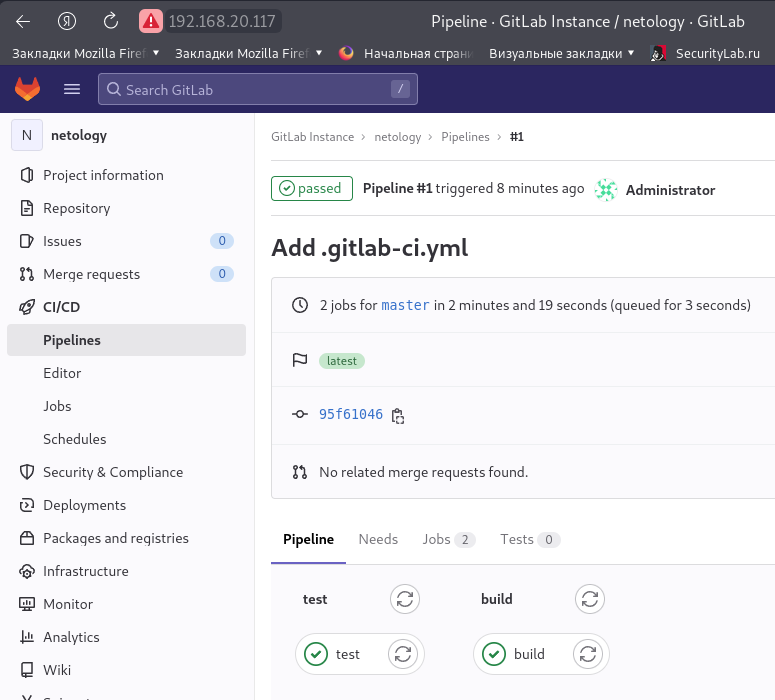 Я 192.168.20.117 Pipeline · GitLab Instance / netology · GitLab
Закладки Mozilla Firef Закладки Mozilla Firef Начальная страни Визуальные закладки SecurityLab.ru
Search GitLab /
N netology
Project information
Repository
Issues 0
Merge requests 0
CI/CD
Pipelines
Editor
Jobs
Schedules
Security & Compliance
Deployments
Packages and registries
Infrastructure
Monitor
Analytics
Wiki
GitLab Instance › netology › Pipelines › #1
passed Pipeline #1 triggered 8 minutes ago Administrator
Add .gitlab-ci.yml
2 jobs for master in 2 minutes and 19 seconds (queued for 3 seconds)
latest
95f61046
No related merge requests found.
Pipeline Needs Jobs 2 Tests 0
test build
test build